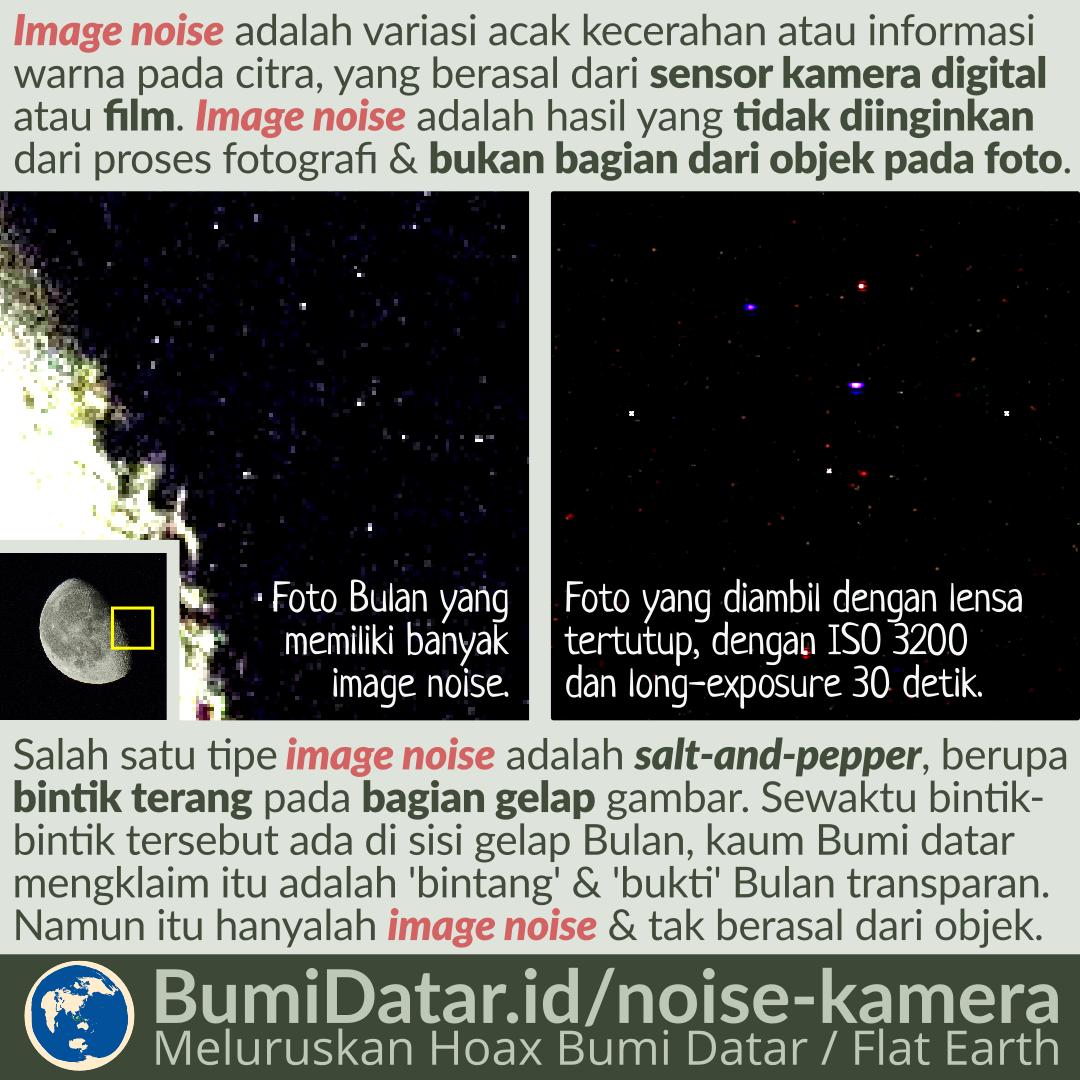 Image noise adalah variasi acak kecerahan atau informasi
warna pada citra, yang berasal dari sensor kamera digital
atau film. Image noise adalah hasil yang tidak diinginkan
dari proses fotografi & bukan bagian dari objek pada foto.
Foto Bulan yang
memiliki banyak
image noise.
Foto yang diambil dengan lensa
tertutup, dengan ISO 3200
dan long-exposure 30 detik.
Salah satu tipe image noise adalah salt-and-pepper, berupa
bintik terang pada bagian gelap gambar. Sewaktu bintik-
bintik tersebut ada di sisi gelap Bulan, kaum Bumi datar
mengklaim itu adalah 'bintang' & 'bukti' Bulan transparan.
Namun itu hanyalah image noise & tak berasal dari objek.
BumiDatar.id/noise-kamera
Meluruskan Hoax Bumi Datar / Flat Earth